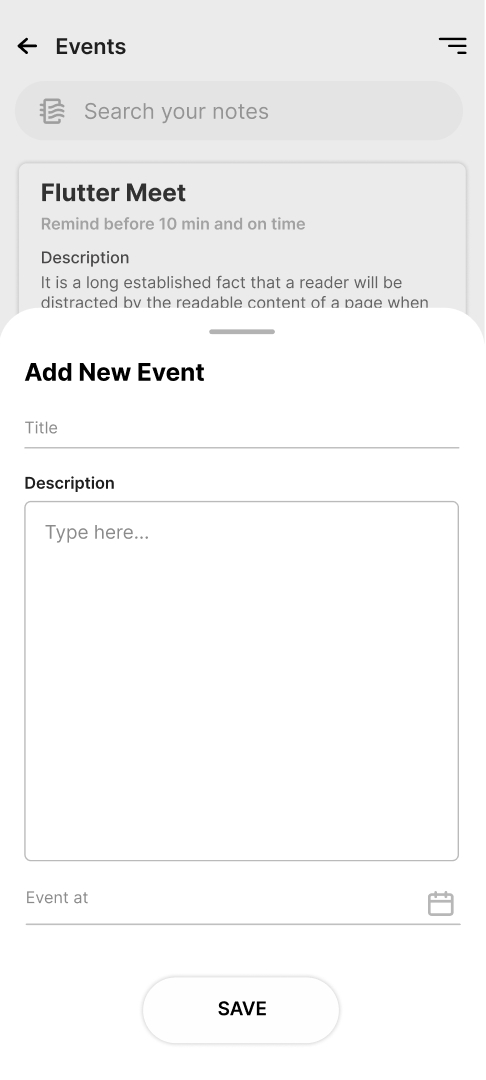 Events
Search your notes
Flutter Meet
Remind before 10 min and on time
Description
It is a long established fact that a reader will be
distracted by the readable content of a page when
Add New Event
Title
Description
Type here...
Event at
SAVE